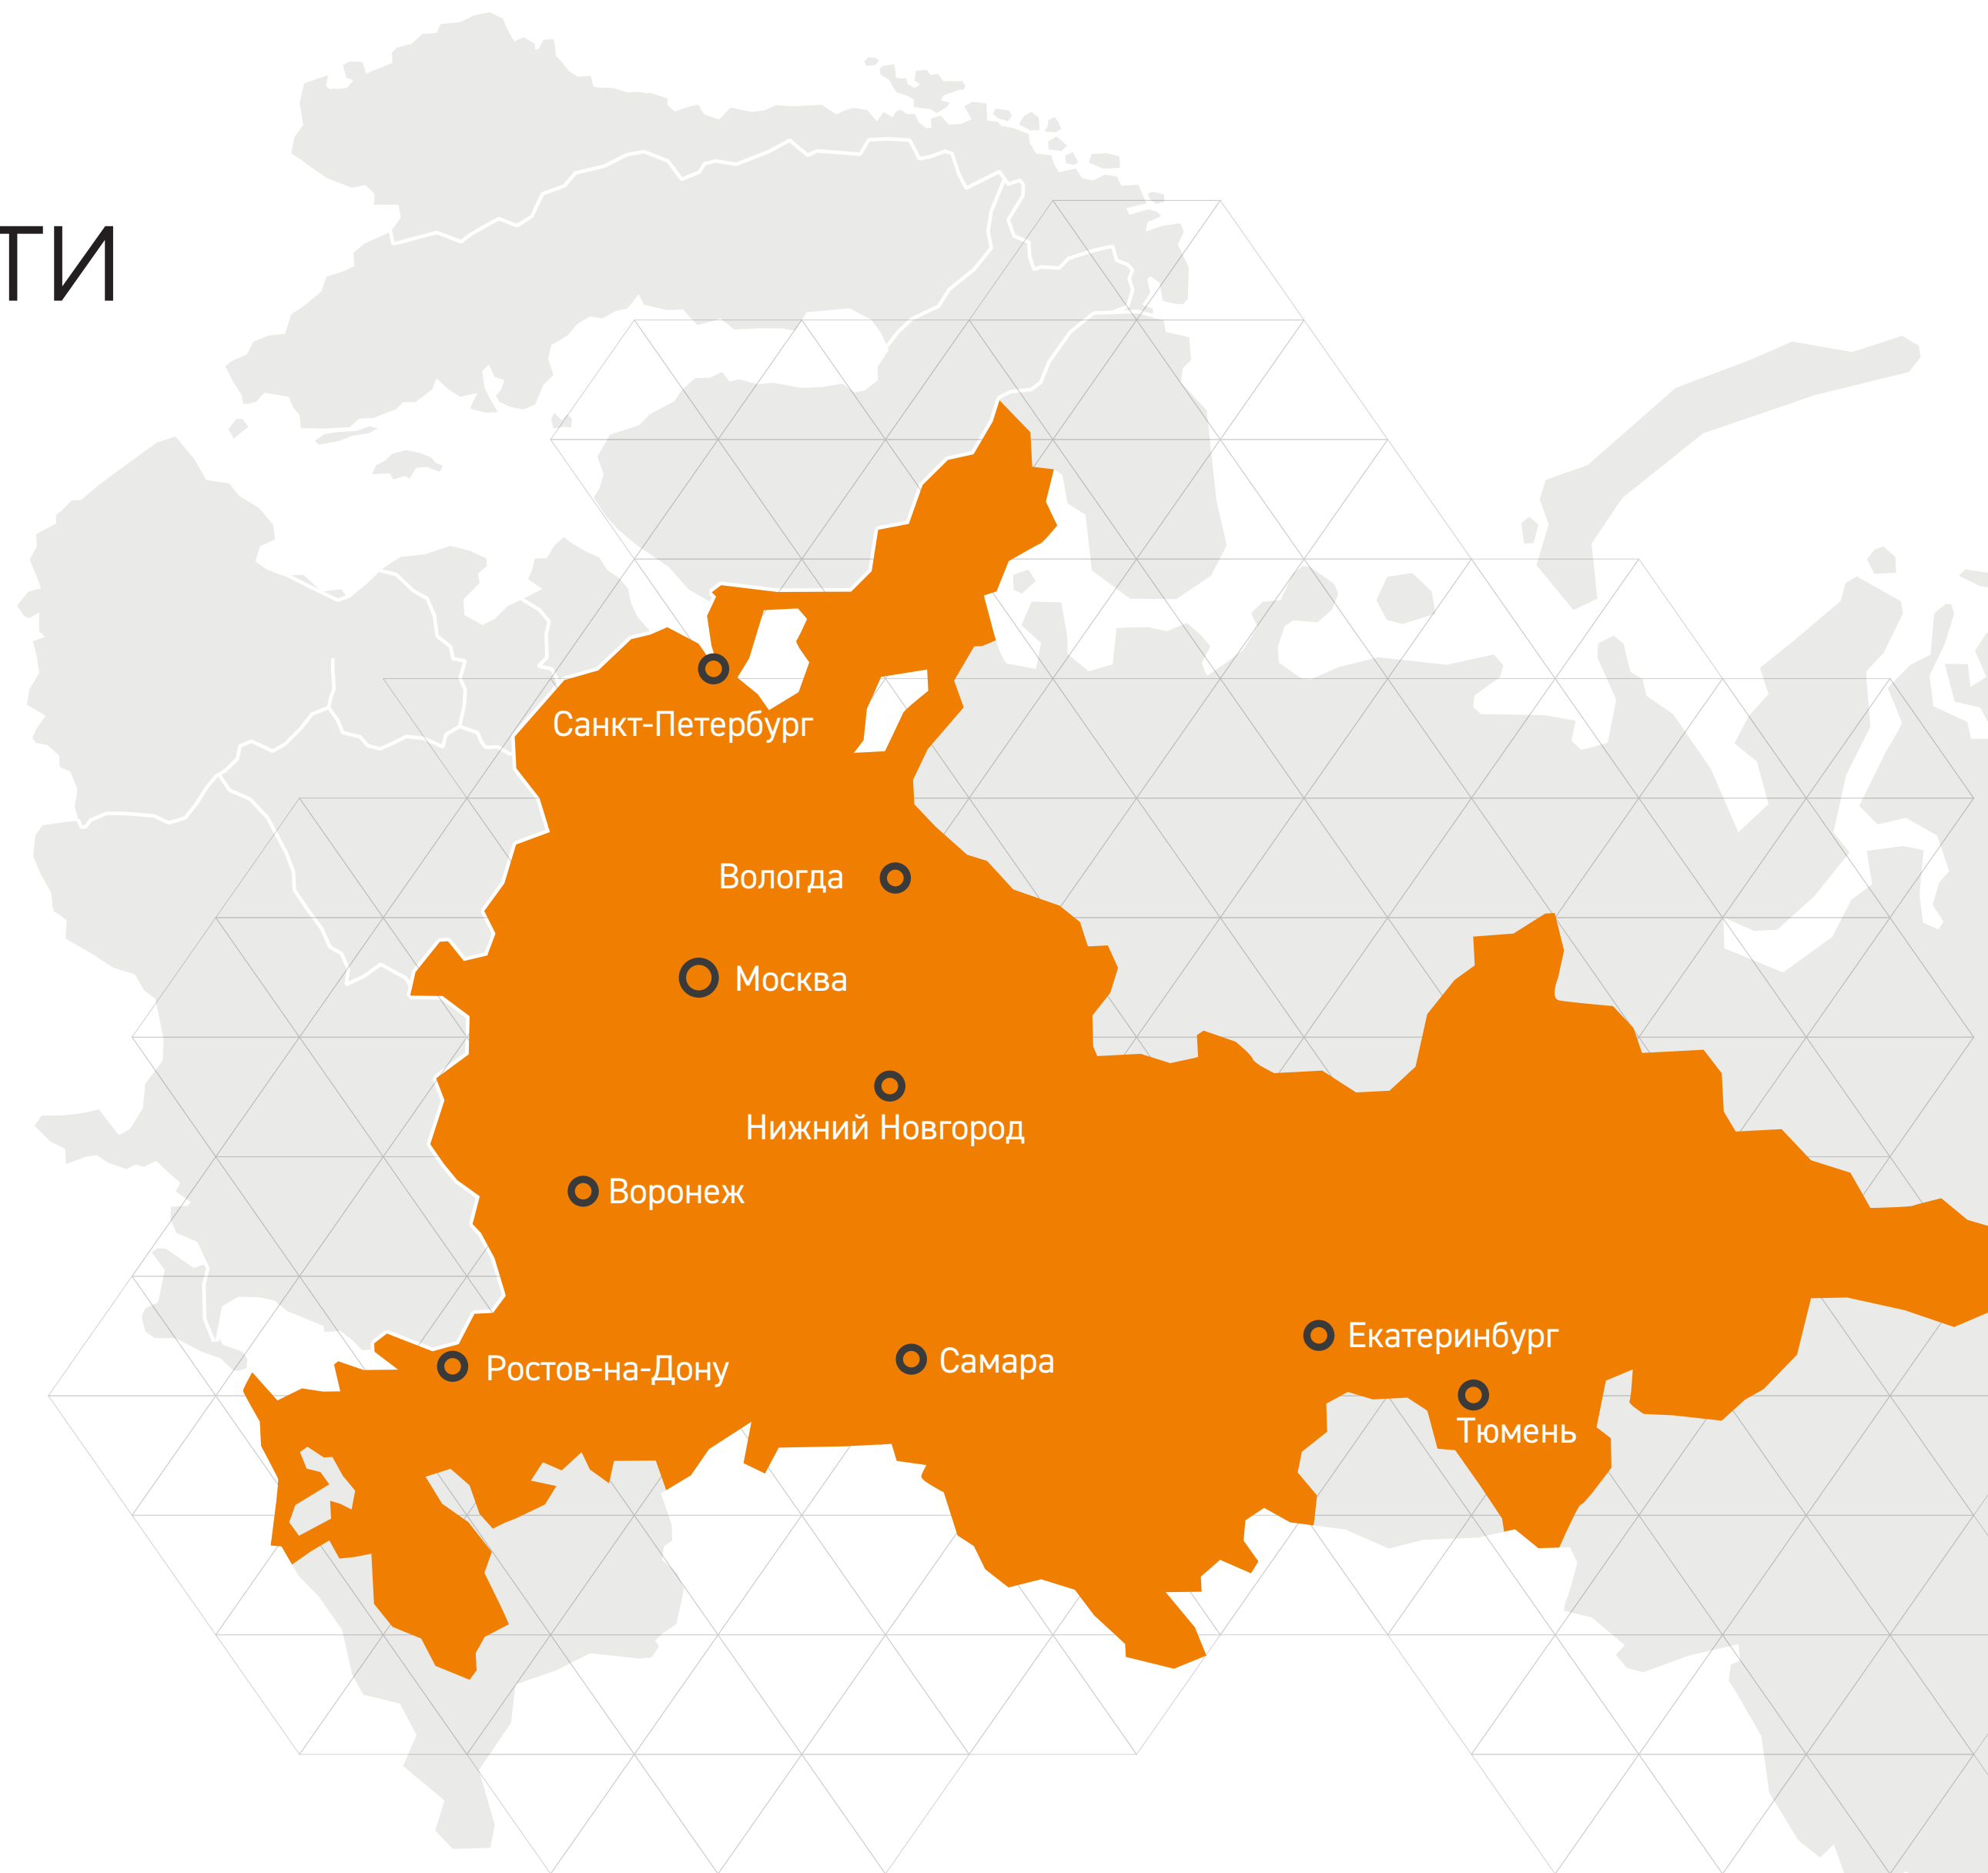 ТИ
Санкт-Петербург
Вологда
Москва
Нижний Новгород
Воронеж
Екатеринбург
Самара
Ростов-на-Дону
Тюмень